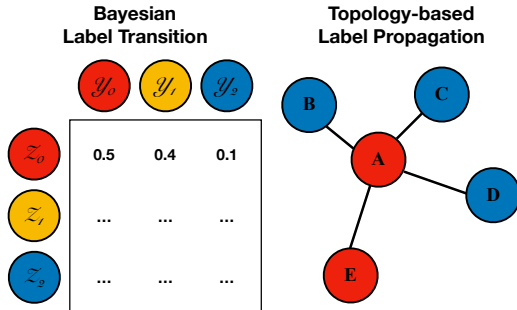 Bayesian
Label Transition
Topology-based
Label Propagation
𝒴₀ 𝒴₁ 𝒴₂
𝒵₀ 0.5 0.4 0.1
𝒵₁ ... ... ...
𝒵₂ ... ... ...
B
C
A
D
E